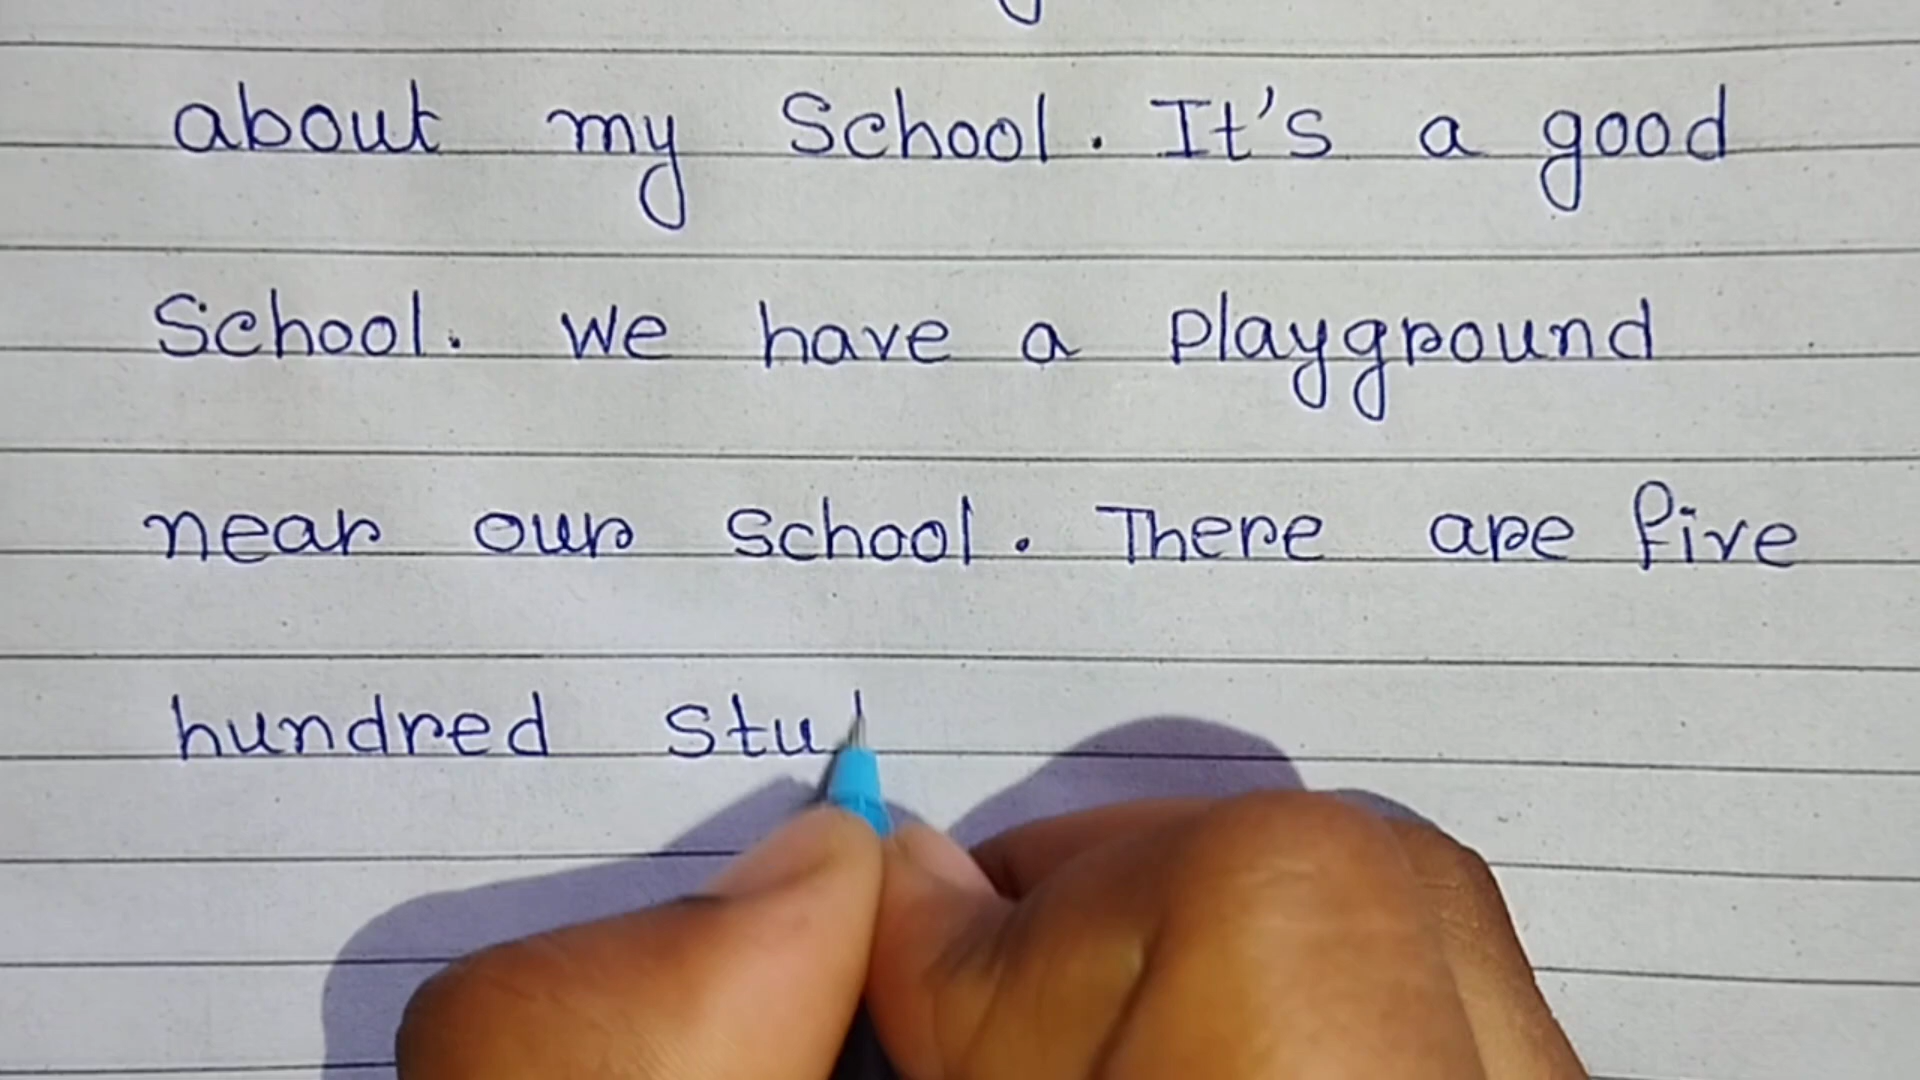 about my School. It's a good
School. We have a playground
near our school. There are five
hundred stu